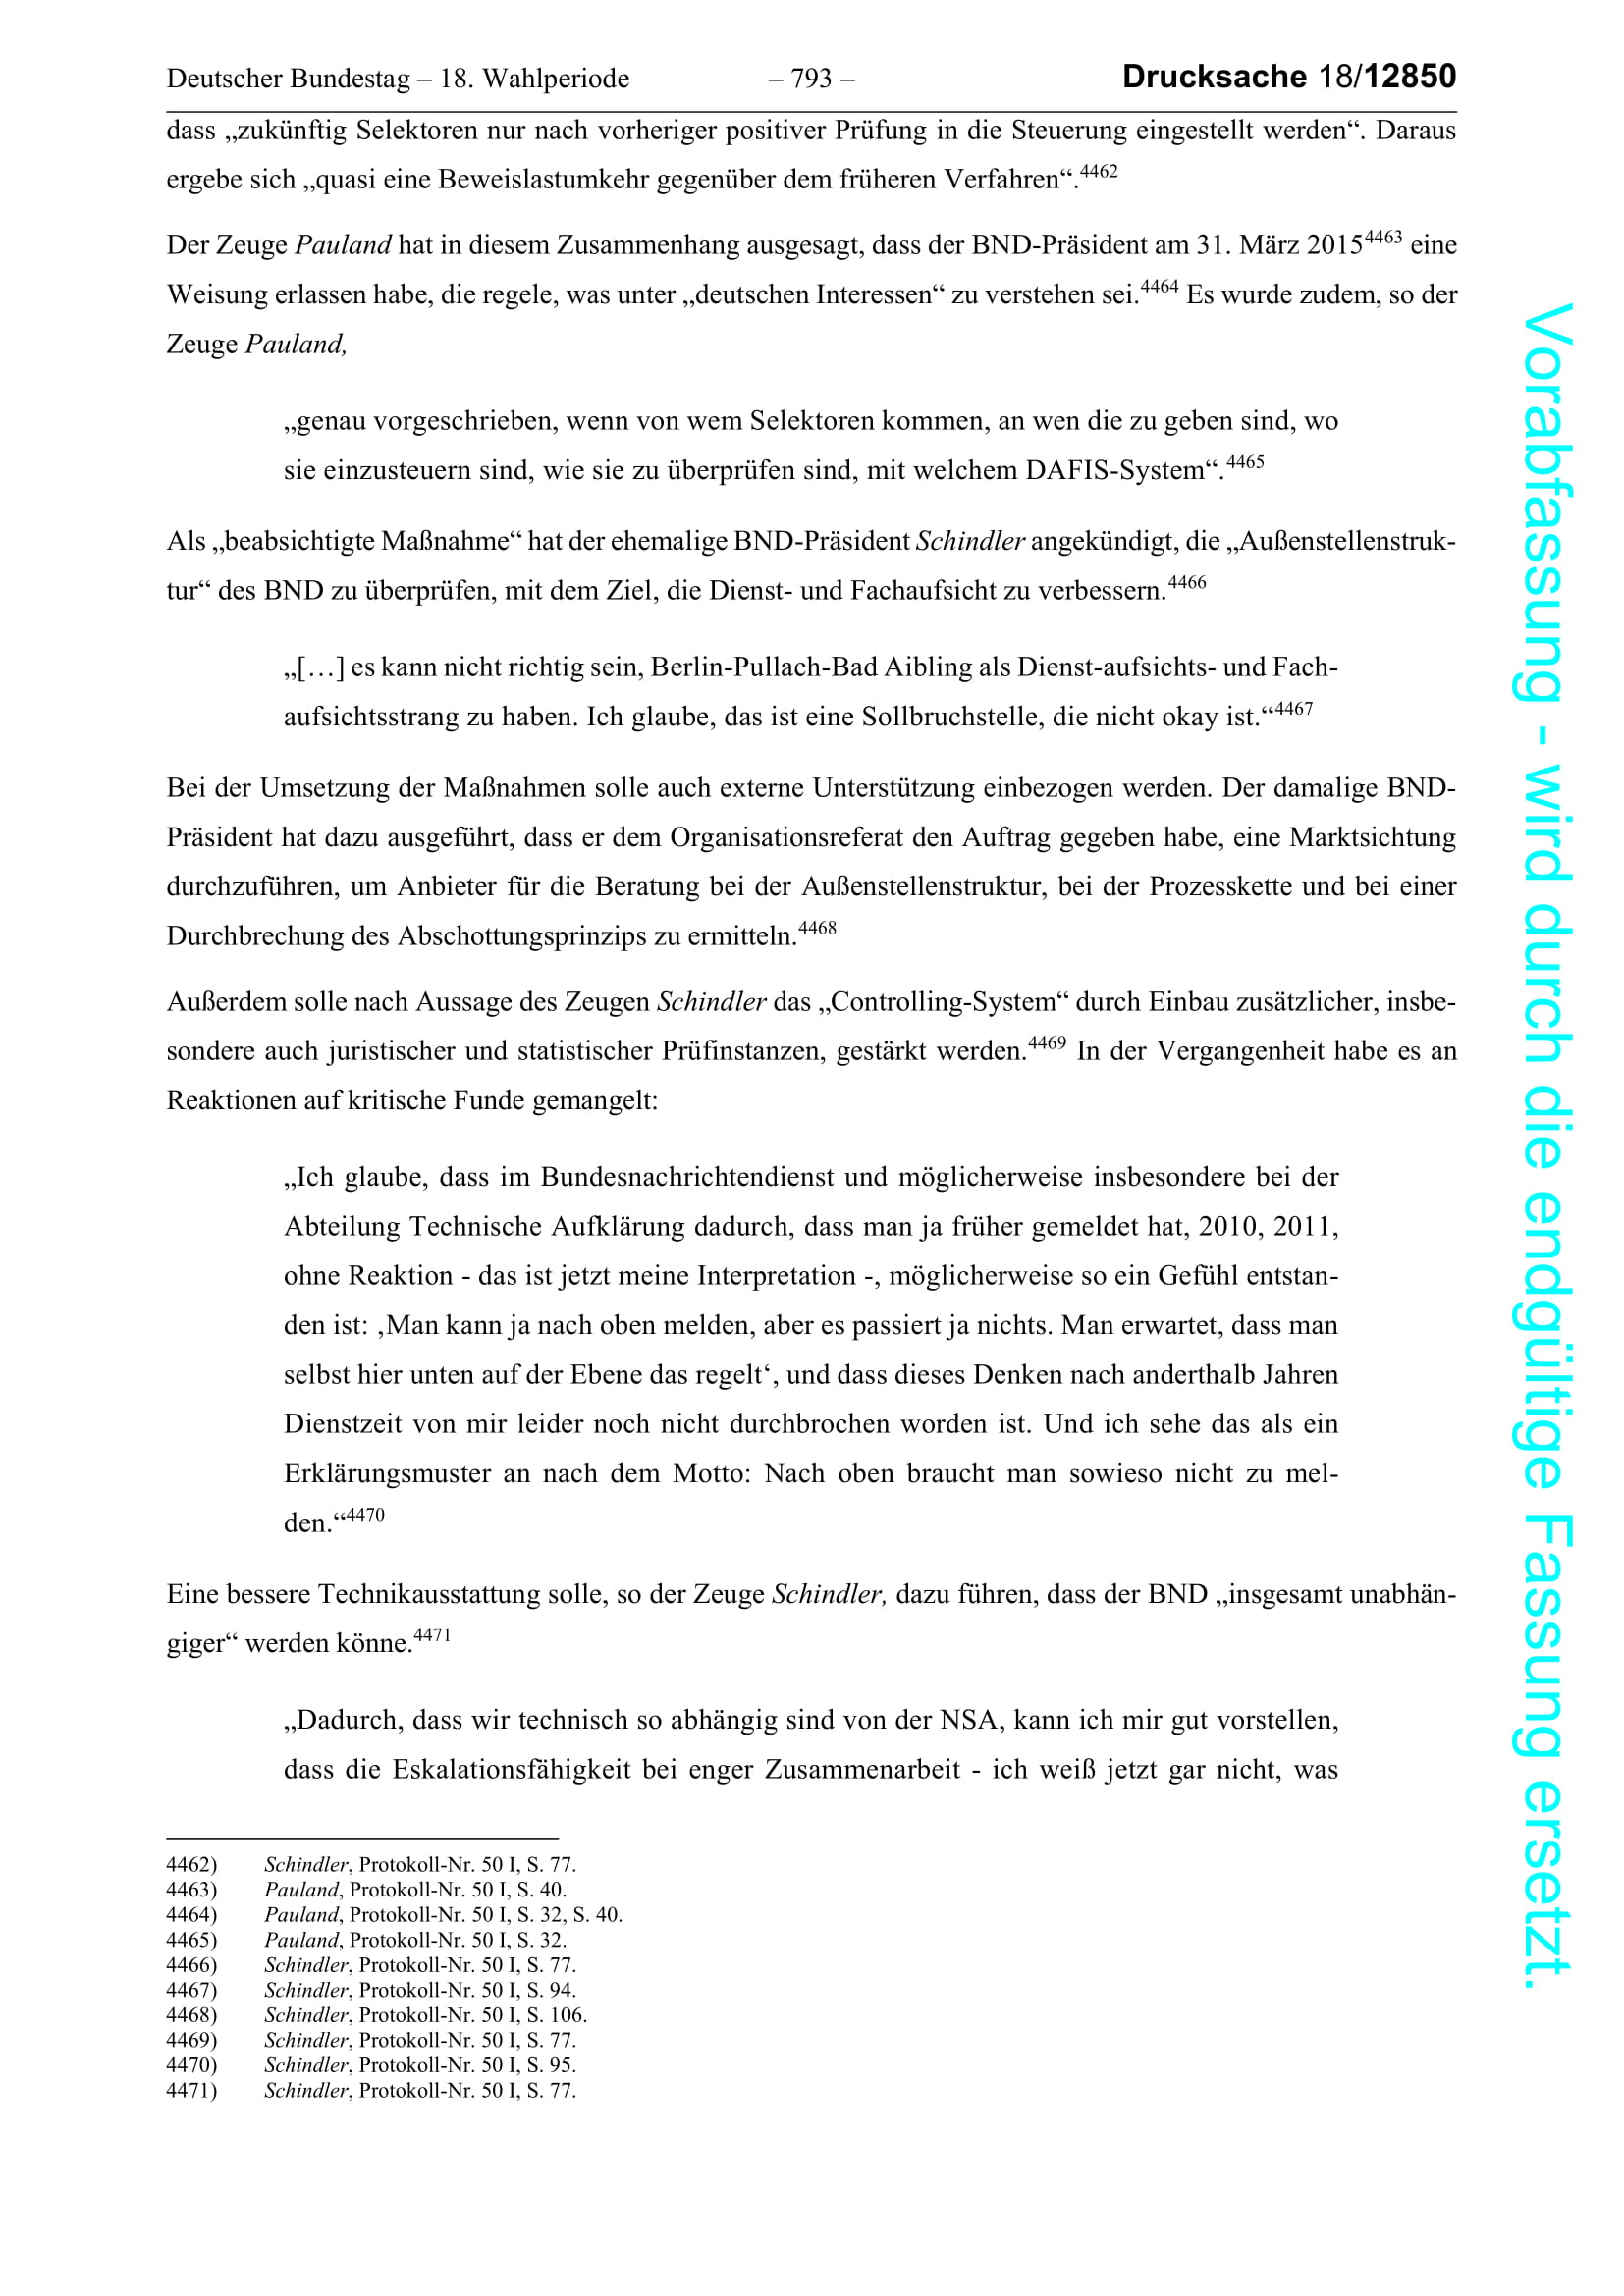 Deutscher Bundestag – 18. Wahlperiode – 793 – Drucksache 18/12850
dass „zukünftig Selektoren nur nach vorheriger positiver Prüfung in die Steuerung eingestellt werden“. Daraus
ergebe sich „quasi eine Beweislastumkehr gegenüber dem früheren Verfahren“.4462
Der Zeuge Pauland hat in diesem Zusammenhang ausgesagt, dass der BND-Präsident am 31. März 20154463 eine
Weisung erlassen habe, die regele, was unter „deutschen Interessen“ zu verstehen sei.4464 Es wurde zudem, so der
Zeuge Pauland,
„genau vorgeschrieben, wenn von wem Selektoren kommen, an wen die zu geben sind, wo
sie einzusteuern sind, wie sie zu überprüfen sind, mit welchem DAFIS-System“.4465
Als „beabsichtigte Maßnahme“ hat der ehemalige BND-Präsident Schindler angekündigt, die „Außenstellenstruk-
tur“ des BND zu überprüfen, mit dem Ziel, die Dienst- und Fachaufsicht zu verbessern.4466
„[…] es kann nicht richtig sein, Berlin-Pullach-Bad Aibling als Dienst-aufsichts- und Fach-
aufsichtsstrang zu haben. Ich glaube, das ist eine Sollbruchstelle, die nicht okay ist.“4467
Bei der Umsetzung der Maßnahmen solle auch externe Unterstützung einbezogen werden. Der damalige BND-
Präsident hat dazu ausgeführt, dass er dem Organisationsreferat den Auftrag gegeben habe, eine Marktsichtung
durchzuführen, um Anbieter für die Beratung bei der Außenstellenstruktur, bei der Prozesskette und bei einer
Durchbrechung des Abschottungsprinzips zu ermitteln.4468
Außerdem solle nach Aussage des Zeugen Schindler das „Controlling-System“ durch Einbau zusätzlicher, insbe-
sondere auch juristischer und statistischer Prüfinstanzen, gestärkt werden.4469 In der Vergangenheit habe es an
Reaktionen auf kritische Funde gemangelt:
„Ich glaube, dass im Bundesnachrichtendienst und möglicherweise insbesondere bei der
Abteilung Technische Aufklärung dadurch, dass man ja früher gemeldet hat, 2010, 2011,
ohne Reaktion - das ist jetzt meine Interpretation -, möglicherweise so ein Gefühl entstan-
den ist: ‚Man kann ja nach oben melden, aber es passiert ja nichts. Man erwartet, dass man
selbst hier unten auf der Ebene das regelt‘, und dass dieses Denken nach anderthalb Jahren
Dienstzeit von mir leider noch nicht durchbrochen worden ist. Und ich sehe das als ein
Erklärungsmuster an nach dem Motto: Nach oben braucht man sowieso nicht zu mel-
den.“4470
Eine bessere Technikausstattung solle, so der Zeuge Schindler, dazu führen, dass der BND „insgesamt unabhän-
giger“ werden könne.4471
„Dadurch, dass wir technisch so abhängig sind von der NSA, kann ich mir gut vorstellen,
dass die Eskalationsfähigkeit bei enger Zusammenarbeit - ich weiß jetzt gar nicht, was
4462) Schindler, Protokoll-Nr. 50 I, S. 77.
4463) Pauland, Protokoll-Nr. 50 I, S. 40.
4464) Pauland, Protokoll-Nr. 50 I, S. 32, S. 40.
4465) Pauland, Protokoll-Nr. 50 I, S. 32.
4466) Schindler, Protokoll-Nr. 50 I, S. 77.
4467) Schindler, Protokoll-Nr. 50 I, S. 94.
4468) Schindler, Protokoll-Nr. 50 I, S. 106.
4469) Schindler, Protokoll-Nr. 50 I, S. 77.
4470) Schindler, Protokoll-Nr. 50 I, S. 95.
4471) Schindler, Protokoll-Nr. 50 I, S. 77.
Vorabfassung - wird durch die endgültige Fassung ersetzt.